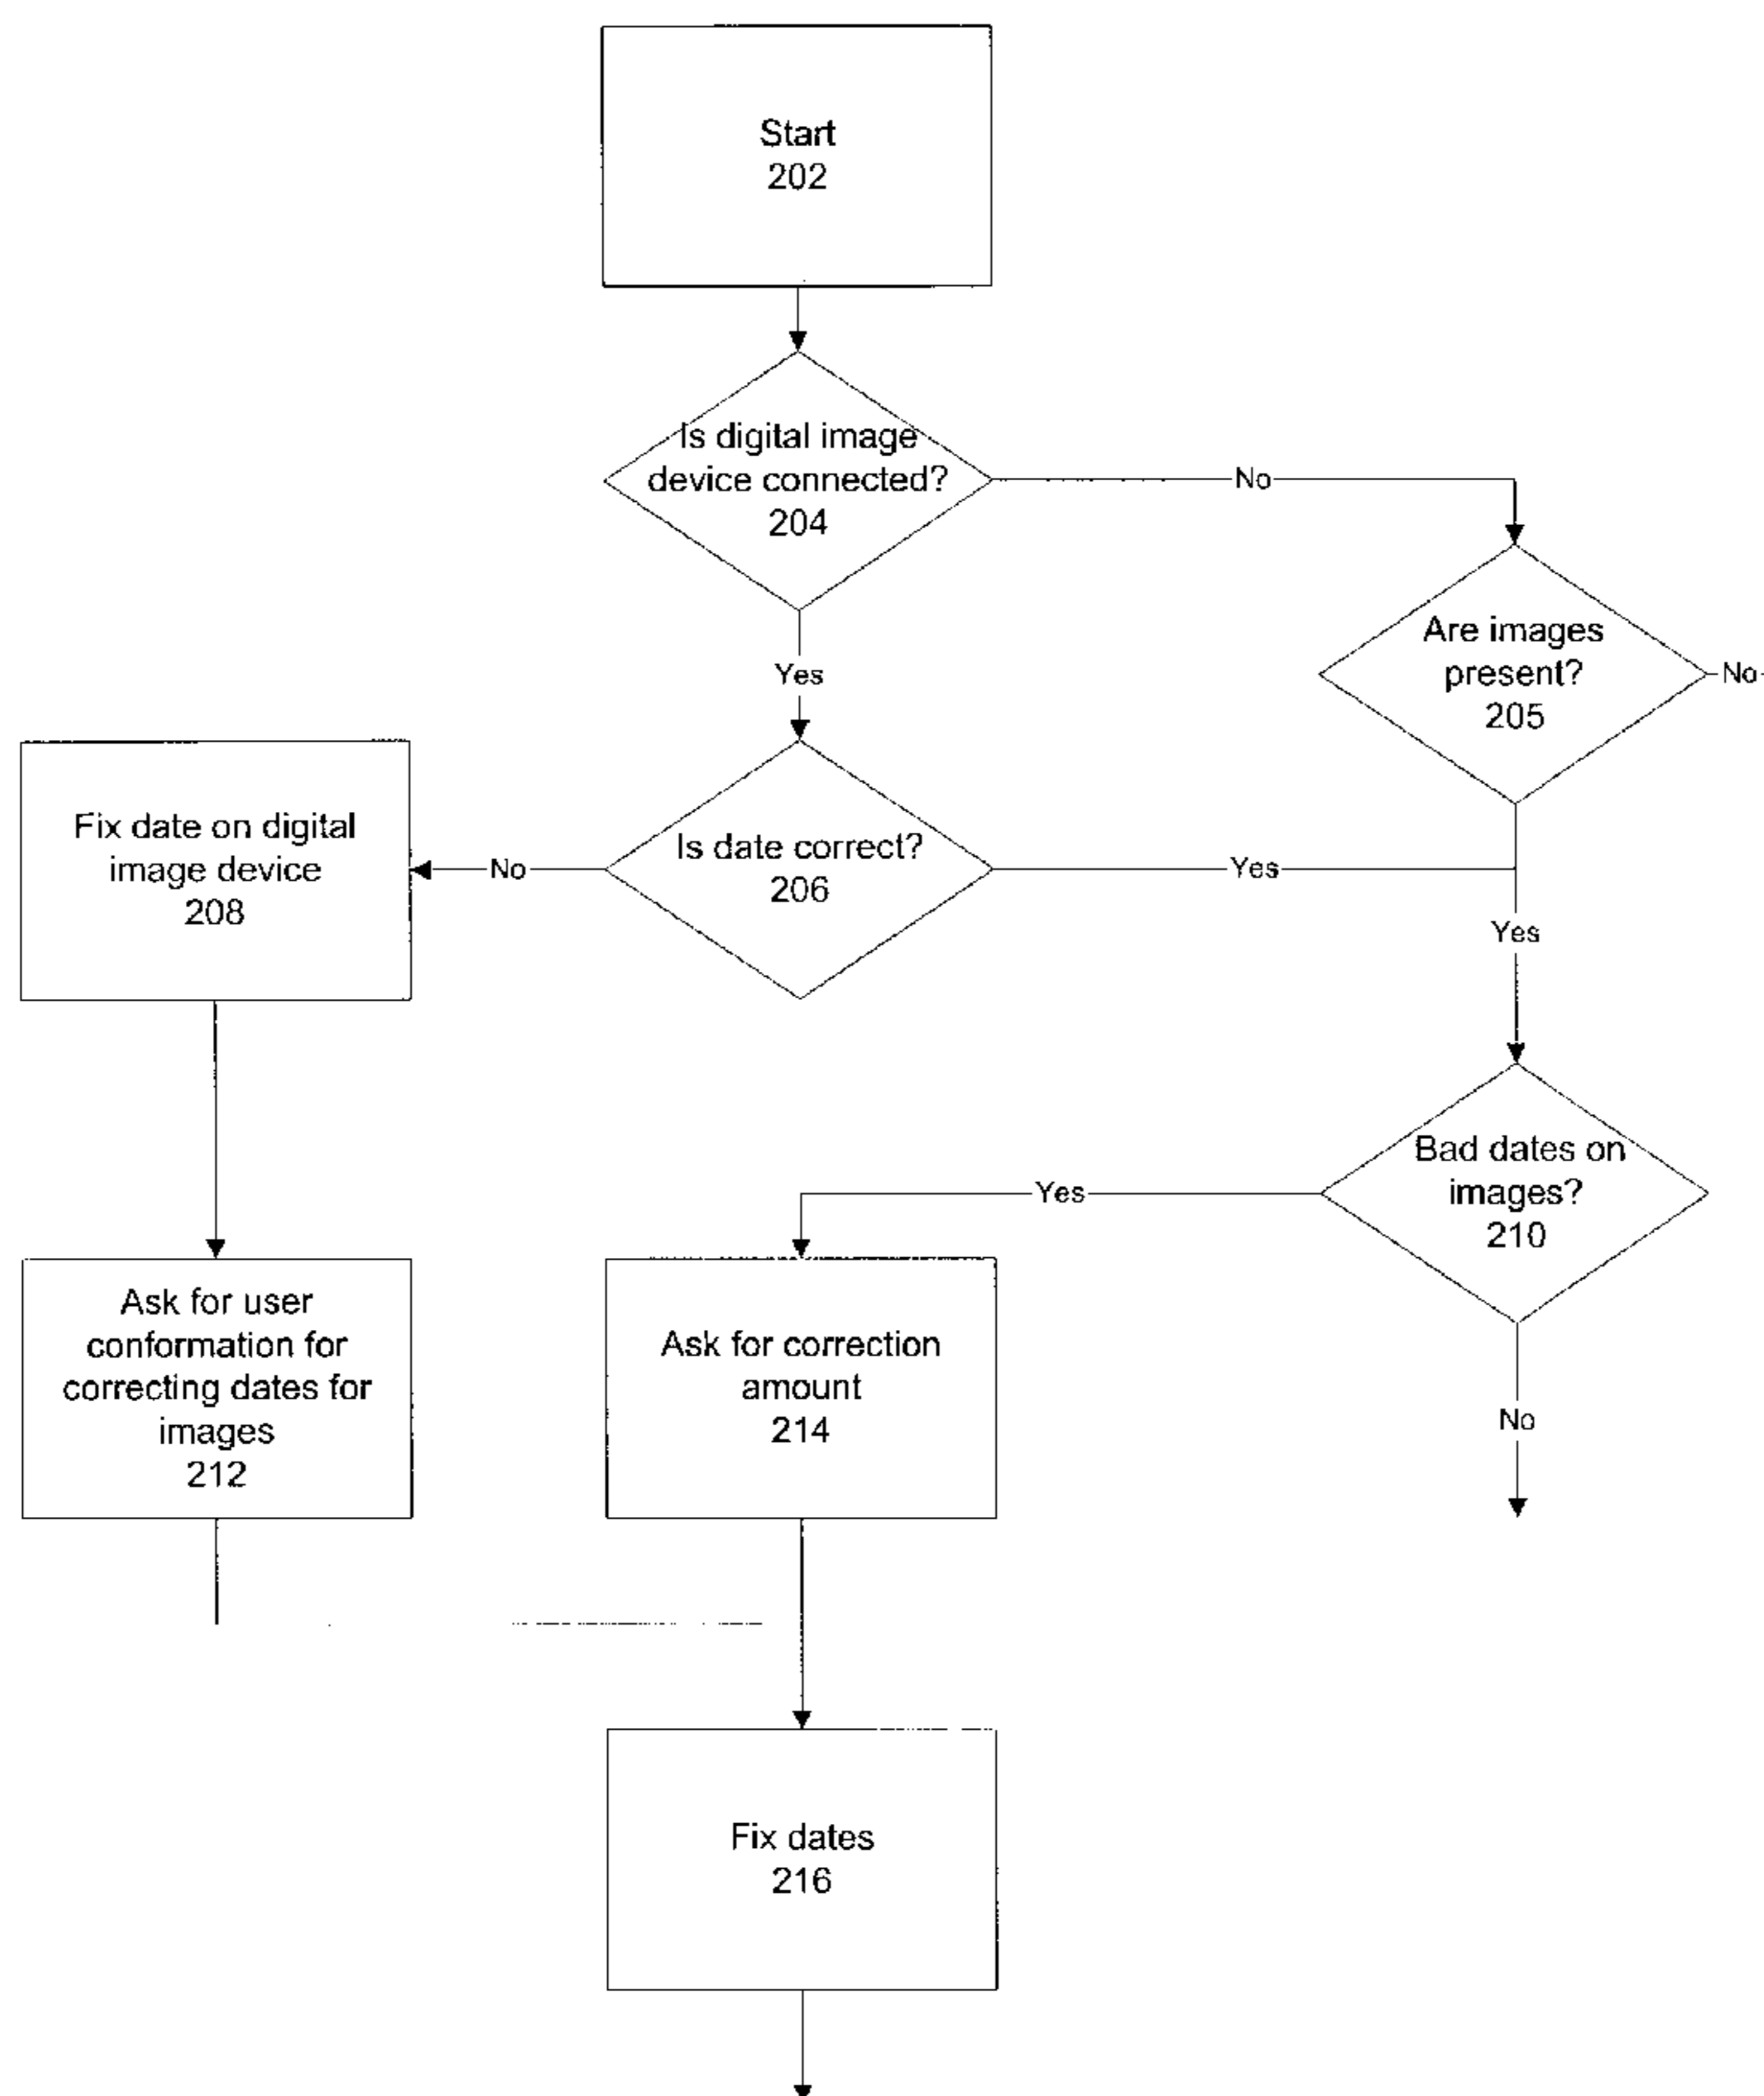 Start
202
Is digital image
device connected?
204
No
Are images
present?
205
No
Yes
Fix date on digital
image device
208
No
Is date correct?
206
Yes
Yes
Bad dates on
images?
210
Yes
Ask for user
conformation for
correcting dates for
images
212
Ask for correction
amount
214
No
Fix dates
216